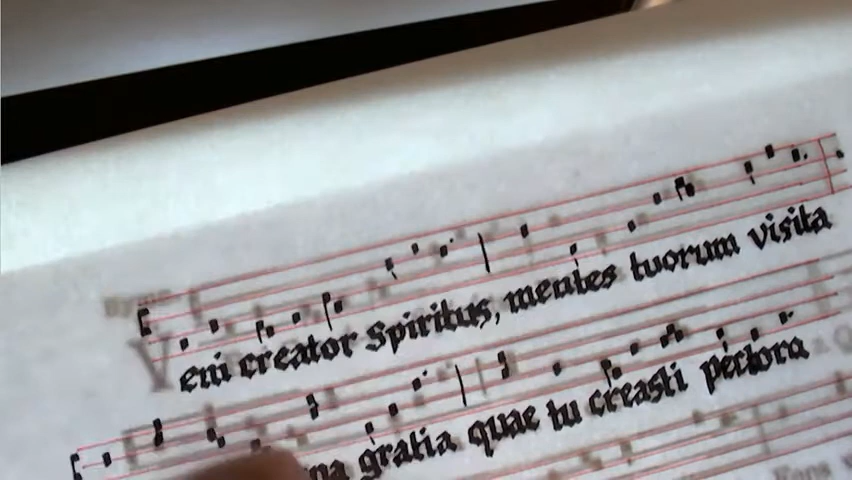 Veni creator Spiritus, mentes tuorum visita
gratia quae tu creasti pectora